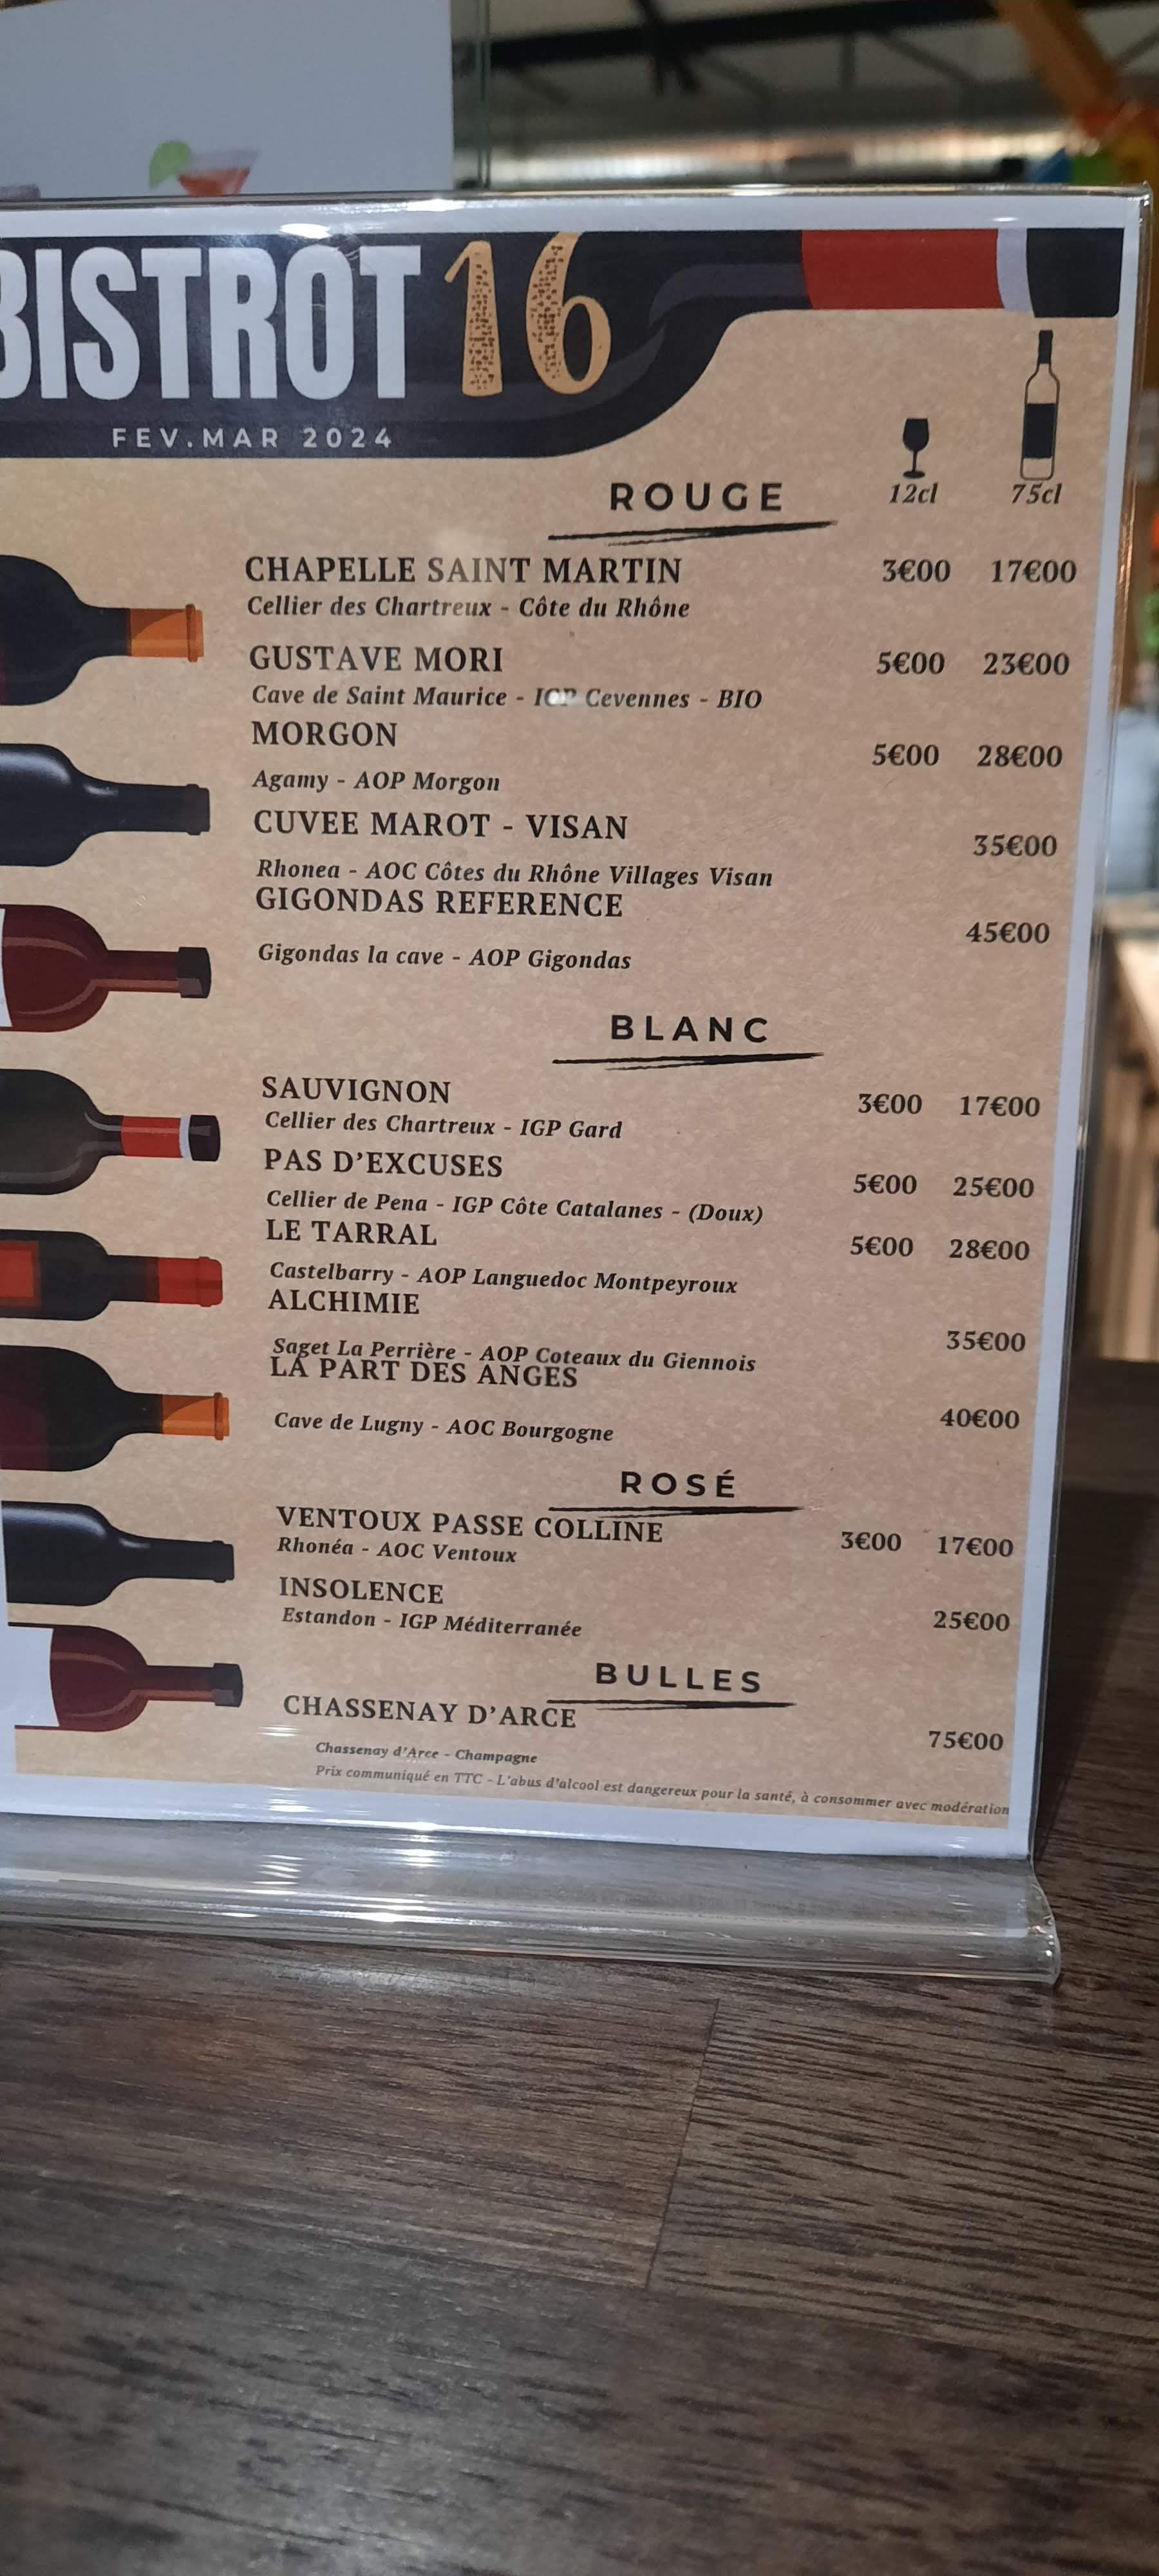 BISTROT 16
FEV.MAR 2024
ROUGE 12cl 75cl
CHAPELLE SAINT MARTIN 3€00 17€00
Cellier des Chartreux - Côte du Rhône
GUSTAVE MORI 5€00 23€00
Cave de Saint Maurice - IGP Cevennes - BIO
MORGON 5€00 28€00
Agamy - AOP Morgon
CUVEE MAROT - VISAN 35€00
Rhonea - AOC Côtes du Rhône Villages Visan
GIGONDAS REFERENCE 45€00
Gigondas la cave - AOP Gigondas
BLANC
SAUVIGNON 3€00 17€00
Cellier des Chartreux - IGP Gard
PAS D'EXCUSES 5€00 25€00
Cellier de Pena - IGP Côte Catalanes - (Doux)
LE TARRAL 5€00 28€00
Castelbarry - AOP Languedoc Montpeyroux
ALCHIMIE 35€00
Saget La Perrière - AOP Coteaux du Giennois
LA PART DES ANGES 40€00
Cave de Lugny - AOC Bourgogne
ROSÉ
VENTOUX PASSE COLLINE 3€00 17€00
Rhonéa - AOC Ventoux
INSOLENCE 25€00
Estandon - IGP Méditerranée
BULLES
CHASSENAY D'ARCE 75€00
Chassenay d'Arce - Champagne
Prix communiqué en TTC - L'abus d'alcool est dangereux pour la santé, à consommer avec modération